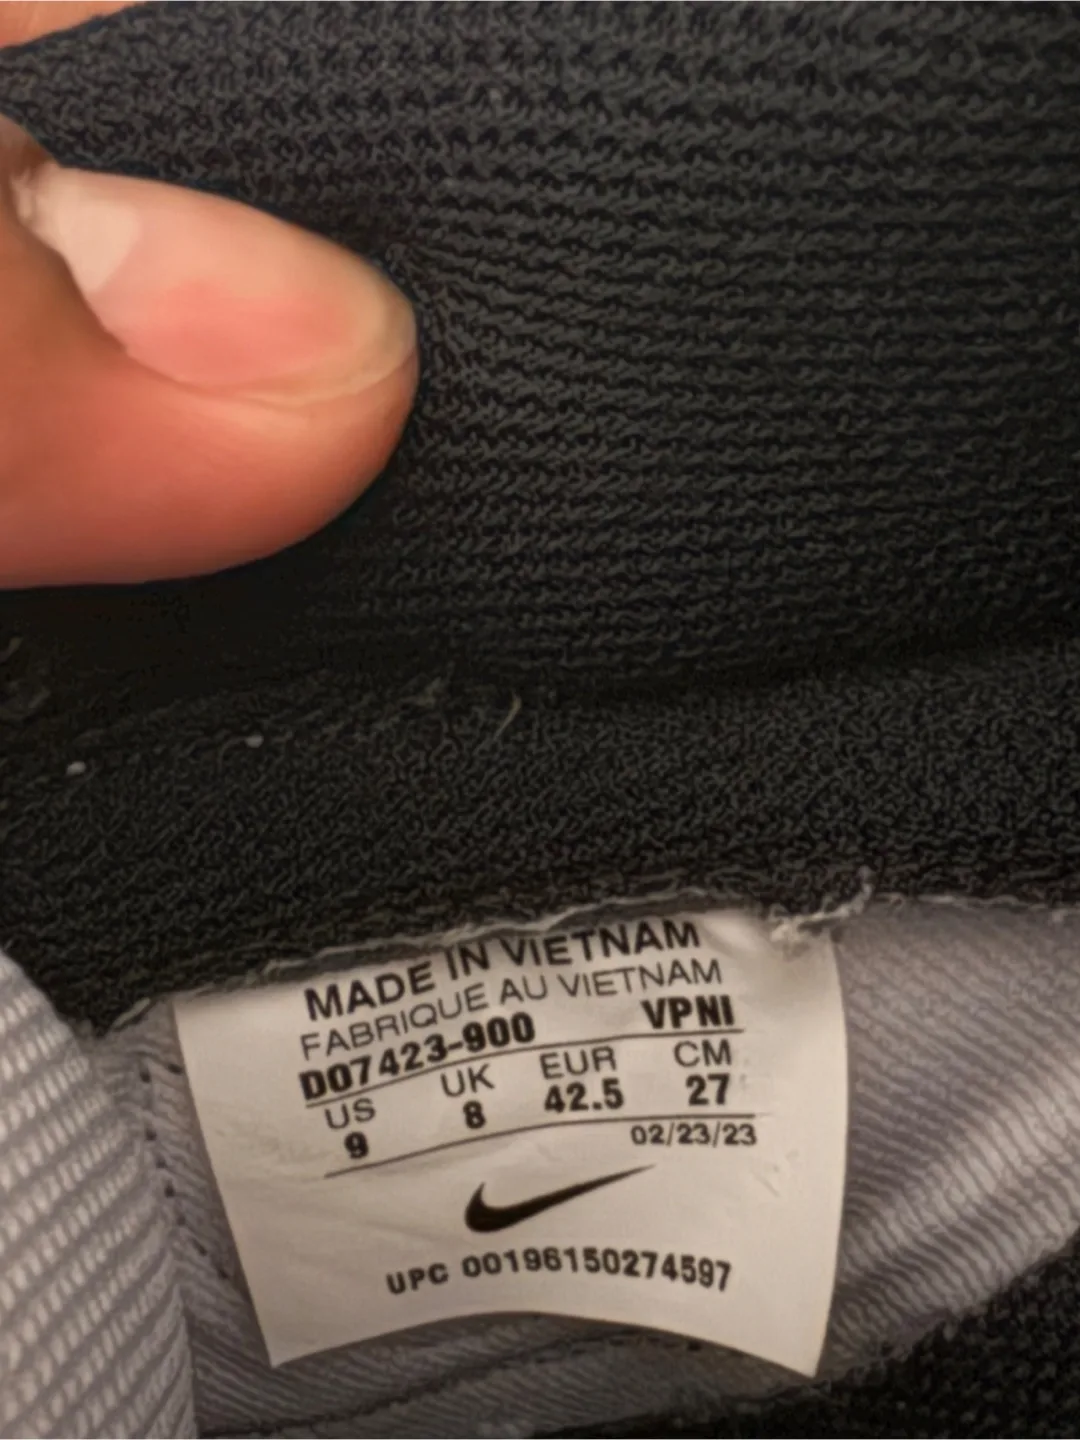 MADE IN VIETNAM
FABRIQUE AU VIETNAM
DO7423-900 VPNI
US UK EUR CM
9 8 42.5 27
02/23/23
UPC 00196150274597